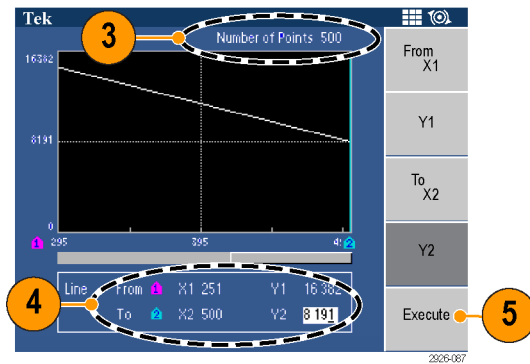 Tek
3
Number of Points 500
From
X1
16382
Y1
8191
To
X2
0
1 295 395 2
Y2
Line From 1 X1 251 Y1 16 382
To 2 X2 500 Y2 8 191
4
Execute
5
2926-087